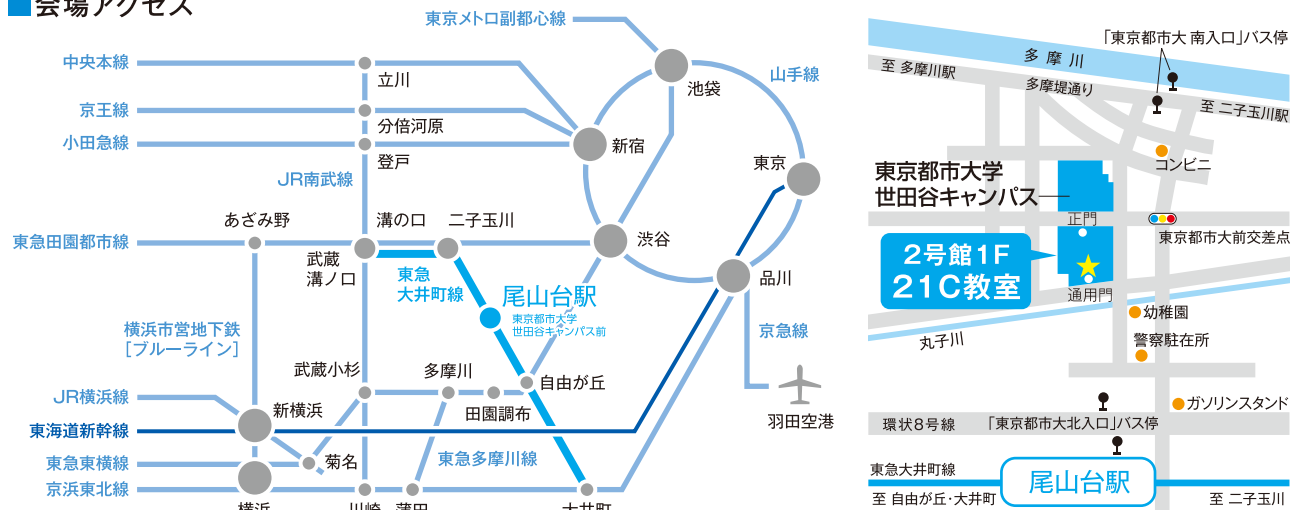 会場アクセス
東京メトロ副都心線
中央本線
立川
池袋
山手線
京王線
分倍河原
小田急線
登戸
新宿
東京
JR南武線
あざみ野
溝の口
二子玉川
東急田園都市線
渋谷
武蔵
溝ノ口
東急
大井町線
品川
尾山台駅
東京都市大学
世田谷キャンパス前
横浜市営地下鉄
[ブルーライン]
京急線
武蔵小杉
多摩川
自由が丘
田園調布
羽田空港
JR横浜線
新横浜
東海道新幹線
東急東横線
菊名
東急多摩川線
京浜東北線
横浜
川崎
蒲田
大井町
「東京都市大 南入口」バス停
多摩川
至 多摩川駅
多摩堤通り
至 二子玉川駅
コンビニ
東京都市大学
世田谷キャンパス
正門
東京都市大前交差点
2号館1F
21C教室
通用門
幼稚園
丸子川
警察駐在所
ガソリンスタンド
環状8号線
「東京都市大北入口」バス停
東急大井町線
尾山台駅
至 自由が丘・大井町
至 二子玉川